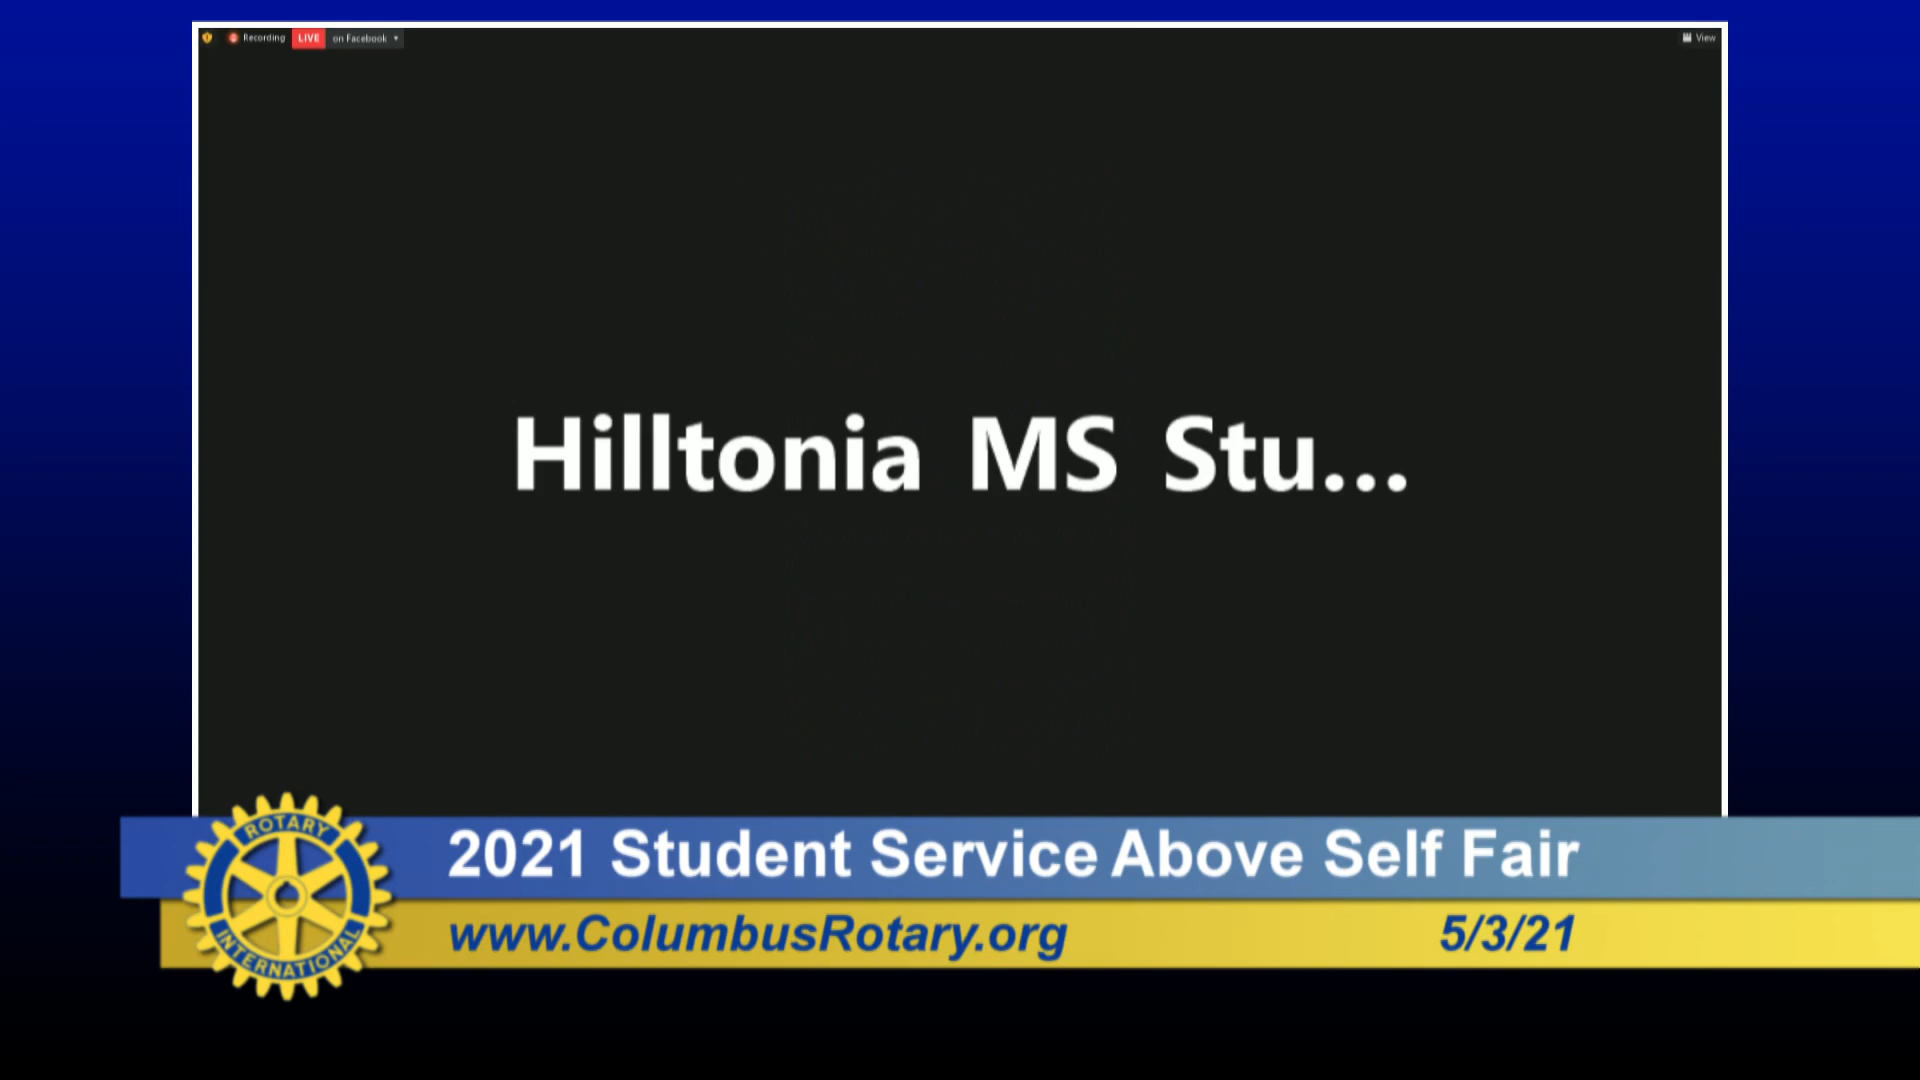 Recording LIVE on Facebook
View
Hilltonia MS Stu...
ROTARY
INTERNATIONAL
2021 Student Service Above Self Fair
www.ColumbusRotary.org 5/3/21